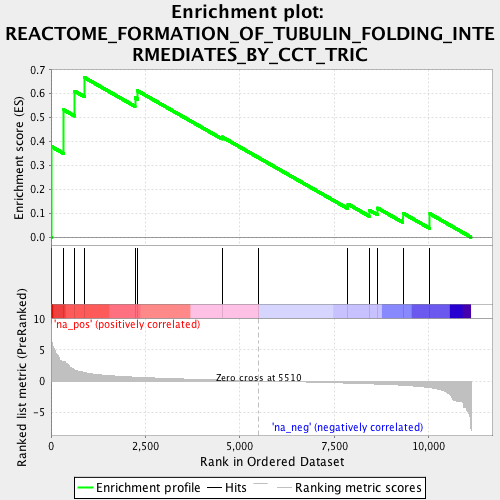 Enrichment plot:
REACTOME_FORMATION_OF_TUBULIN_FOLDING_INTE
RMEDIATES_BY_CCT_TRIC
Enrichment score (ES)
0.7
0.6
0.5
0.4
0.3
0.2
0.1
0.0
'na_pos' (positively correlated)
Ranked list metric (PreRanked)
10
5
0
-5
Zero cross at 5510
'na_neg' (negatively correlated)
0
2,500
5,000
7,500
10,000
Rank in Ordered Dataset
Enrichment profile
Hits
Ranking metric scores